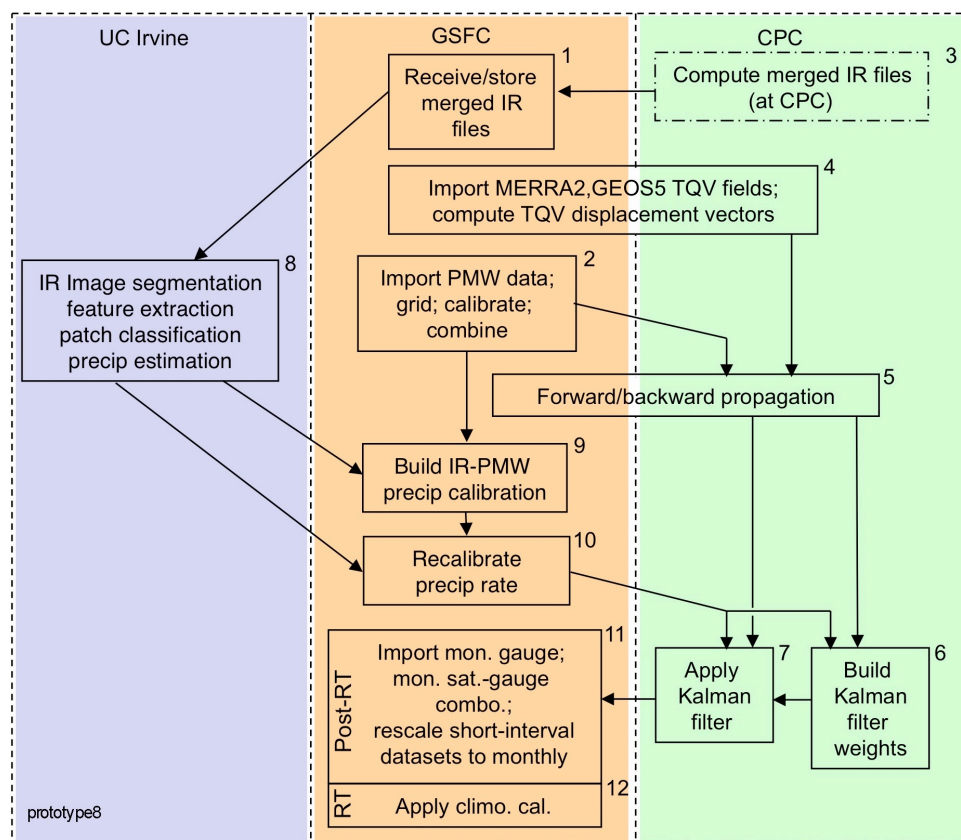 UC Irvine
GSFC
CPC
1
Receive/store
merged IR
files
3
Compute merged IR files
(at CPC)
4
Import MERRA2,GEOS5 TQV fields;
compute TQV displacement vectors
8
IR Image segmentation
feature extraction
patch classification
precip estimation
2
Import PMW data;
grid; calibrate;
combine
5
Forward/backward propagation
9
Build IR-PMW
precip calibration
10
Recalibrate
precip rate
11
Post-RT
Import mon. gauge;
mon. sat.-gauge
combo.;
rescale short-interval
datasets to monthly
7
Apply
Kalman
filter
6
Build
Kalman
filter
weights
12
RT
Apply climo. cal.
prototype8